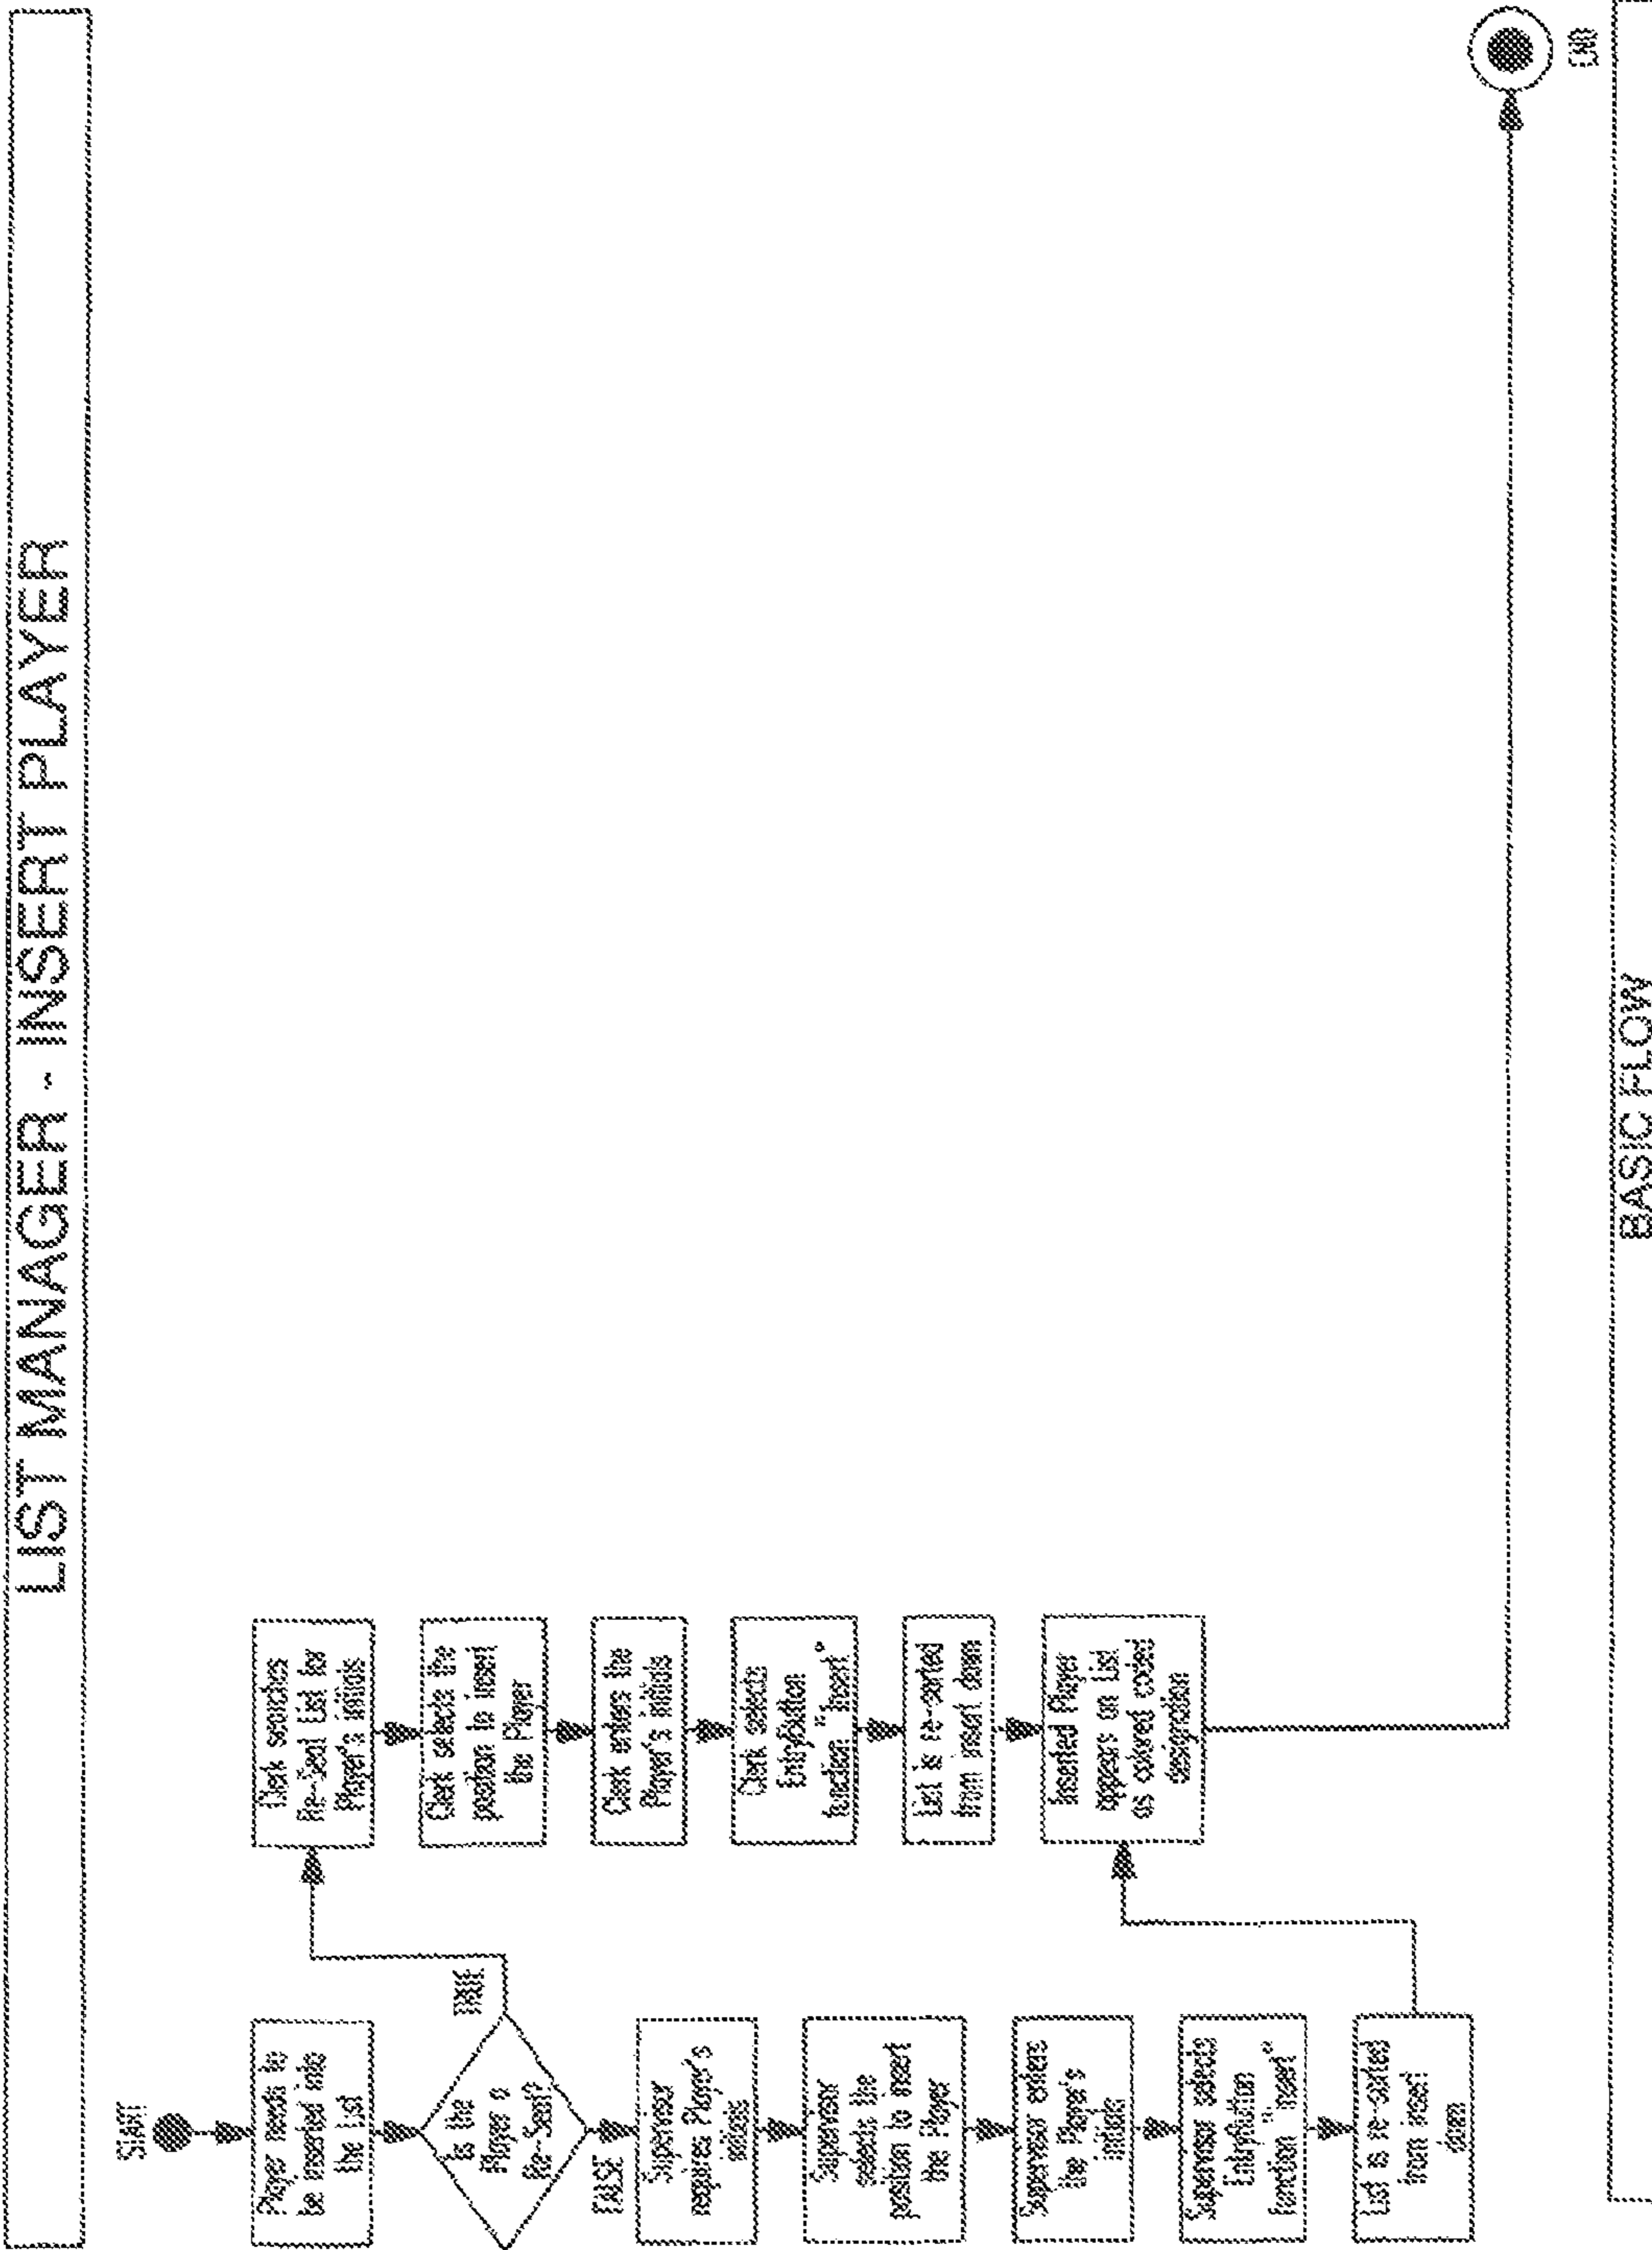 LIST MANAGER - INSERT PLAYER
START
Player needs to
be inserted into
the List
Is the
Player a
Re-Seat?
TRUE
FALSE
Supervisor
requires Player's
initials
Supervisor
selects the
position to insert
the Player
Supervisor enters
the Player's
initials
Supervisor selects
EntryButton
function "Insert"
List is re-sorted
from insert
down
Clerk searches
Re-Seat List for
Player's initials
Clerk selects the
position to insert
the Player
Clerk enters the
Player's initials
Clerk selects
EntryButton
function "Insert"
List is re-sorted
from insert down
Inserted Player
appears on List
as colored coded
designation
END
BASIC FLOW